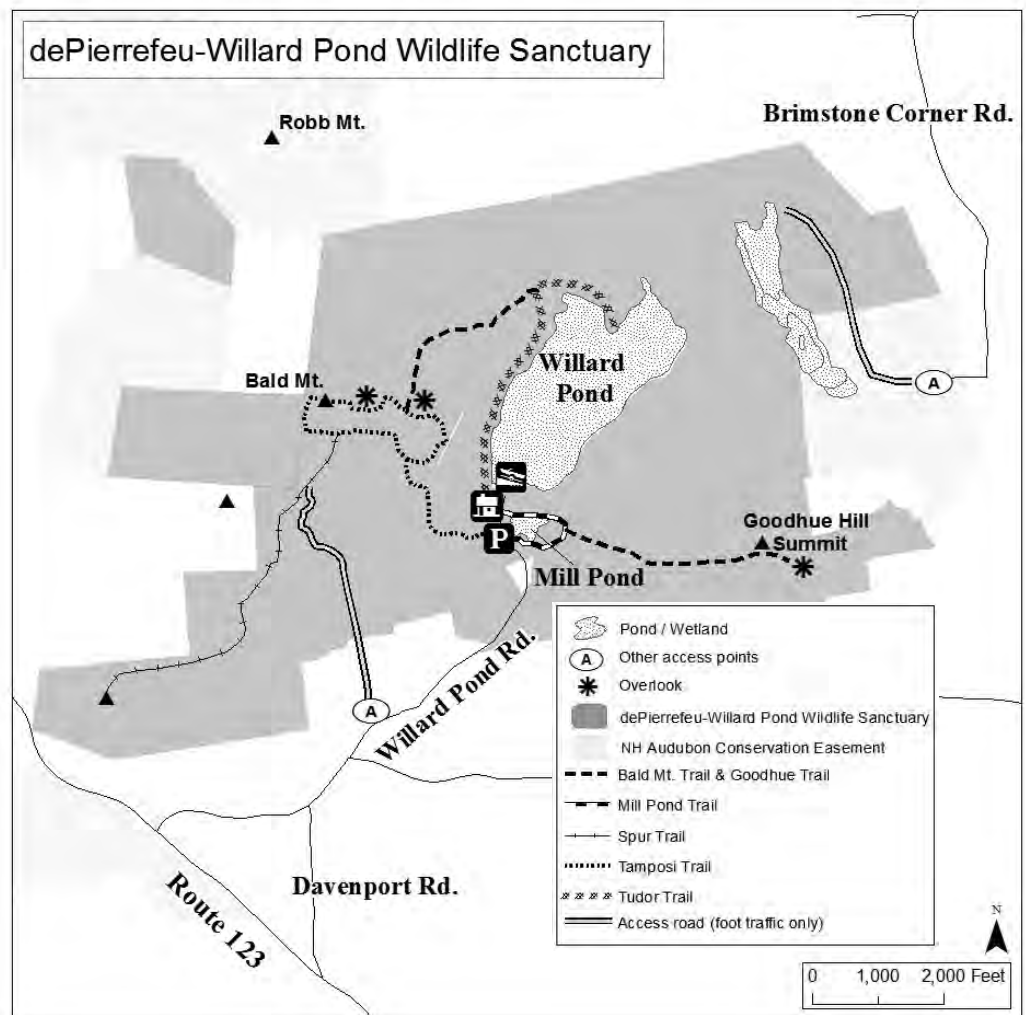 dePierrefeu-Willard Pond Wildlife Sanctuary
Robb Mt.
Brimstone Corner Rd.
Willard
Pond
Bald Mt.
A
Goodhue Hill
Summit
P
Mill Pond
Willard Pond Rd.
A
Davenport Rd.
Route 123
Pond / Wetland
A
Other access points
Overlook
dePierrefeu-Willard Pond Wildlife Sanctuary
NH Audubon Conservation Easement
Bald Mt. Trail & Goodhue Trail
Mill Pond Trail
Spur Trail
Tamposi Trail
Tudor Trail
Access road (foot traffic only)
N
0 1,000 2,000 Feet